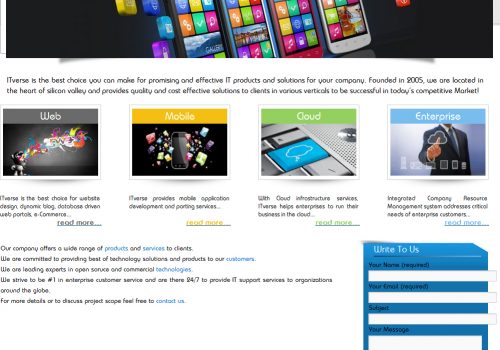 GALLERY
ITverse is the best choice you can make for promising and effective IT products and solutions for your company. Founded in 2005, we are located in
the heart of silicon valley and provides quality and cost effective solutions to clients in various verticals to be successful in today's competitive Market!
Web
Mobile
Cloud
Enterprise
ITverse is the best choice for website
design, dynamic blog, database driven
web portals, e-Commerce...
read more...
ITverse provides mobile application
development and porting services...
read more...
With Cloud infrastructure services,
ITverse helps enterprises to run their
business in the cloud...
read more...
Integrated Company Resource
Management system addresses critical
needs of enterprise customers...
read more...
Our company offers a wide range of products and services to clients.
We are committed to providing best of technology solutions and products to our customers.
We are leading experts in open soruce and commercial technologies.
We strive to be #1 in enterprise customer service and are there 24/7 to provide IT support services to organizations
around the globe.
For more details or to discuss project scope feel free to contact us.
Write To Us
Your Name (required)
Your Email (required)
Subject
Your Message